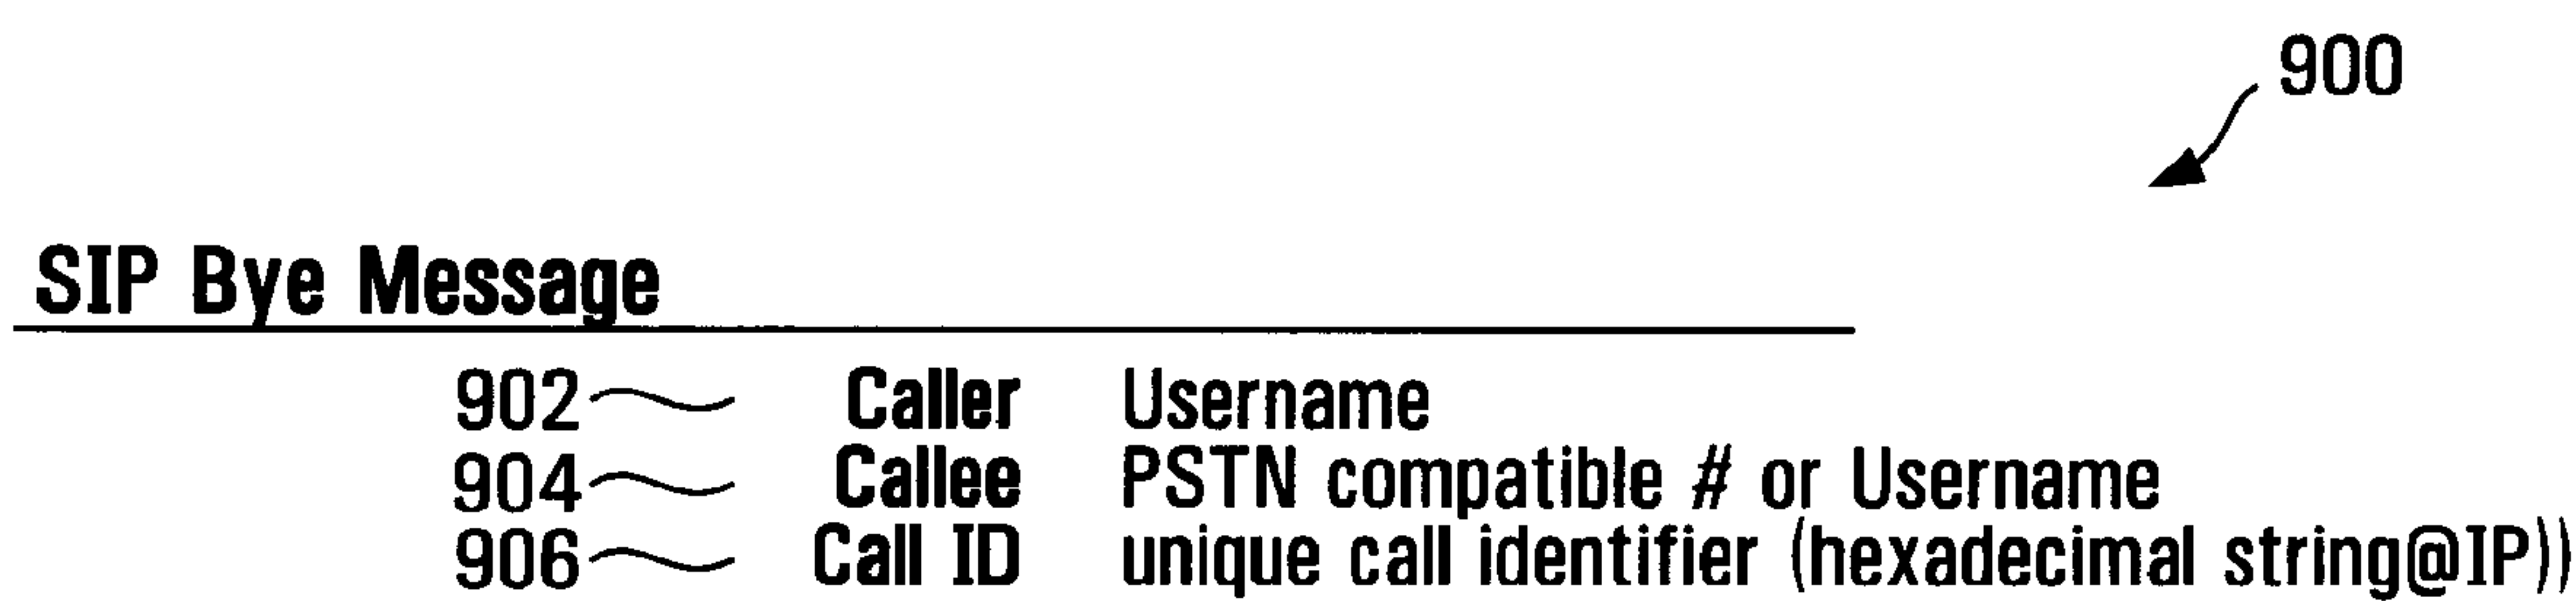 900
SIP Bye Message
902 Caller Username
904 Callee PSTN compatible # or Username
906 Call ID unique call identifier (hexadecimal string@IP))